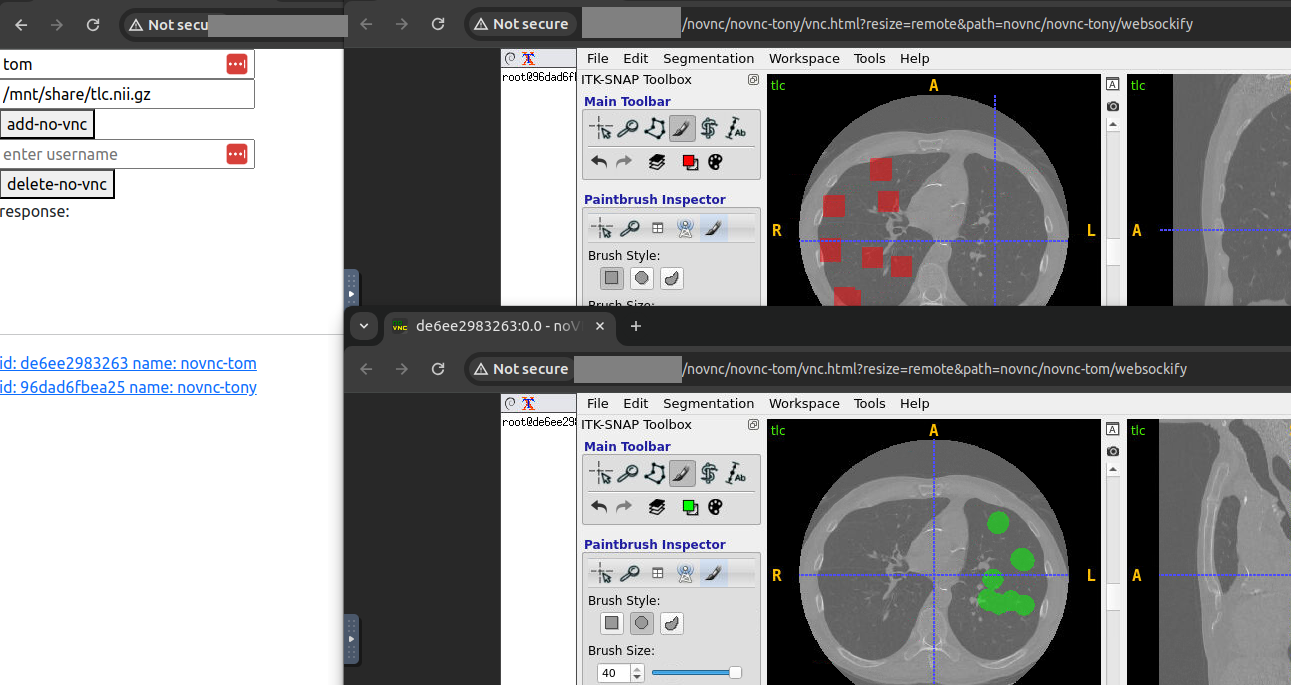 Not secu
tom
/mnt/share/tlc.nii.gz
add-no-vnc
enter username
delete-no-vnc
response:
id: de6ee2983263 name: novnc-tom
id: 96dad6fbea25 name: novnc-tony
Not secure /novnc/novnc-tony/vnc.html?resize=remote&path=novnc/novnc-tony/websockify
File Edit Segmentation Workspace Tools Help
root@96dad6f
ITK-SNAP Toolbox
Main Toolbar
Paintbrush Inspector
Brush Style:
Brush Size:
tlc
A
R
L
A
tlc
A
A
de6ee2983263:0.0 - noV
Not secure /novnc/novnc-tom/vnc.html?resize=remote&path=novnc/novnc-tom/websockify
File Edit Segmentation Workspace Tools Help
root@de6ee298
ITK-SNAP Toolbox
Main Toolbar
Paintbrush Inspector
Brush Style:
Brush Size:
40
tlc
A
R
L
A
tlc
A